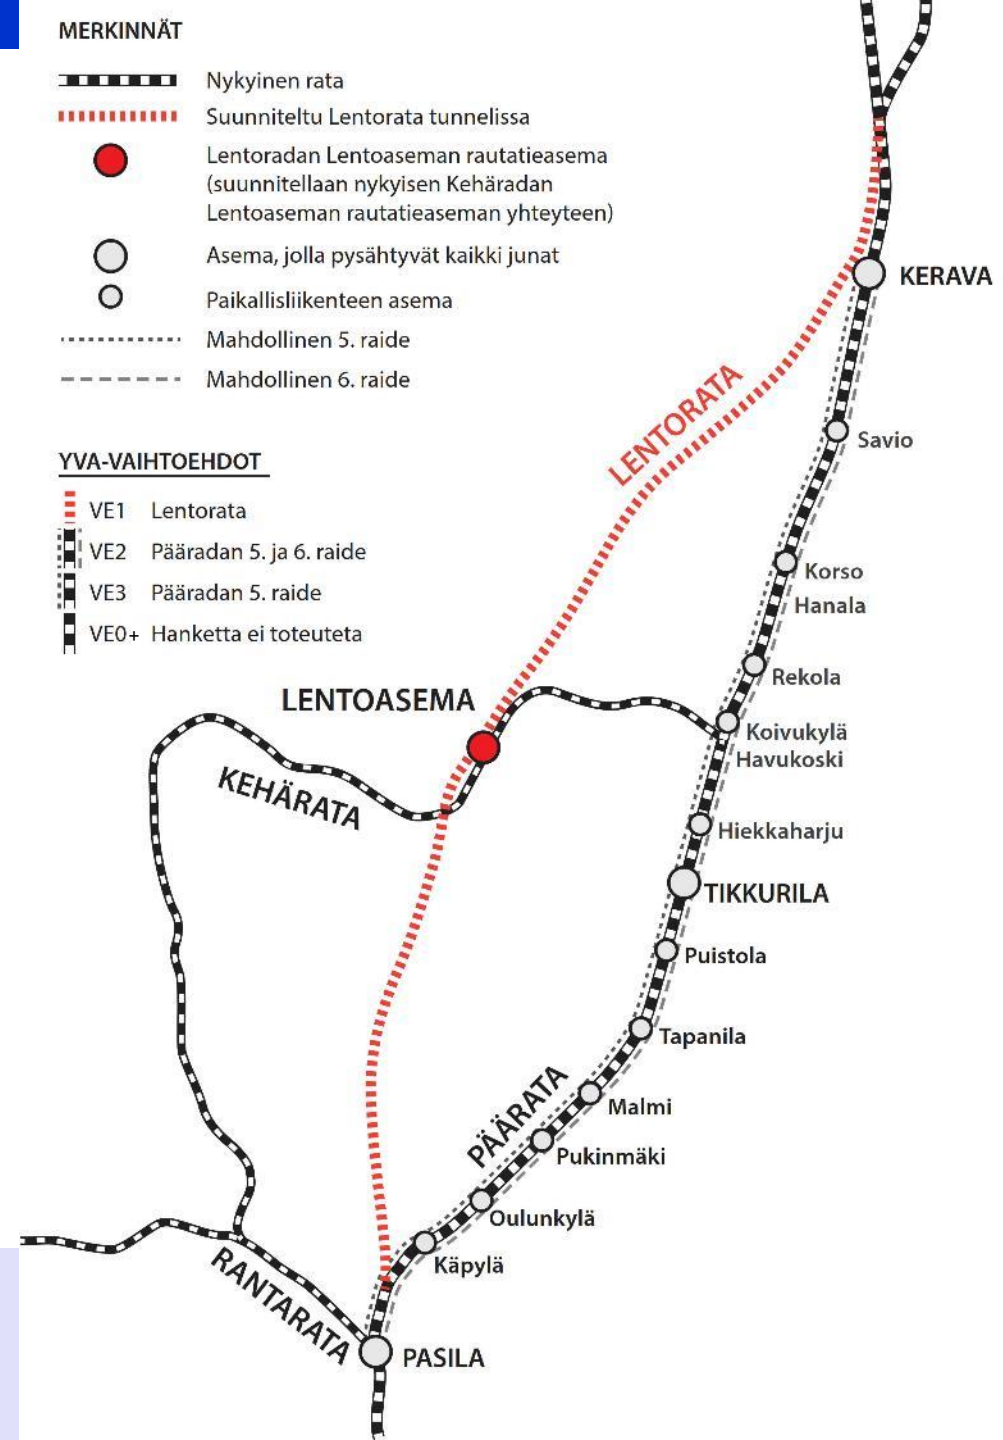 MERKINNÄT
Nykyinen rata
Suunniteltu Lentorata tunnelissa
Lentoradan Lentoaseman rautatieasema
(suunnitellaan nykyisen Kehäradan
Lentoaseman rautatieaseman yhteyteen)
Asema, jolla pysähtyvät kaikki junat
Paikallisliikenteen asema
Mahdollinen 5. raide
Mahdollinen 6. raide
YVA-VAIHTOEHDOT
VE1 Lentorata
VE2 Pääradan 5. ja 6. raide
VE3 Pääradan 5. raide
VE0+ Hanketta ei toteuteta
KERAVA
LENTORATA
Savio
Korso
Hanala
Rekola
LENTOASEMA
Koivukylä
Havukoski
KEHÄRATA
Hiekkaharju
TIKKURILA
Puistola
Tapanila
PÄÄRATA
Malmi
Pukinmäki
Oulunkylä
Käpylä
RANTARATA
PASILA